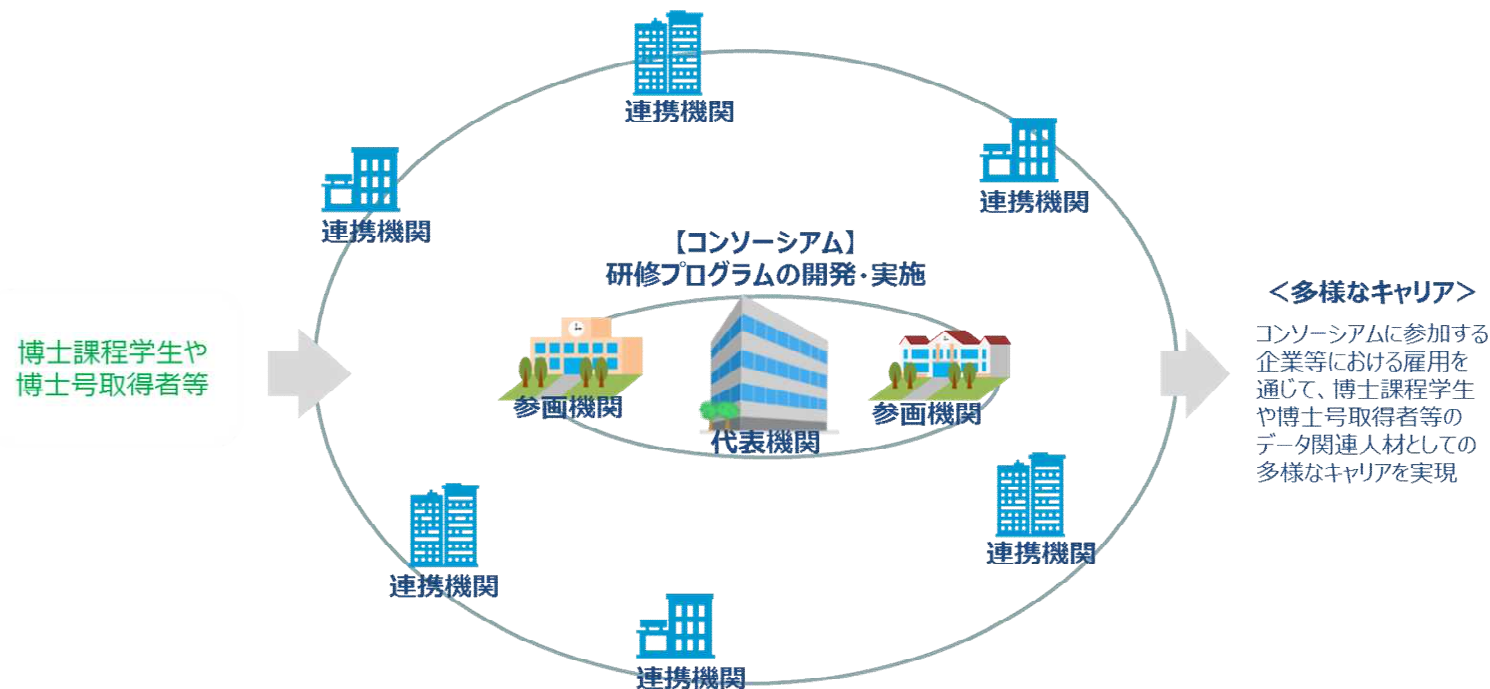 連携機関
連携機関
連携機関
【コンソーシアム】
研修プログラムの開発・実施
博士課程学生や
博士号取得者等
参画機関
代表機関
参画機関
＜多様なキャリア＞
コンソーシアムに参加する
企業等における雇用を
通じて、博士課程学生
や博士号取得者等の
データ関連人材としての
多様なキャリアを実現
連携機関
連携機関
連携機関